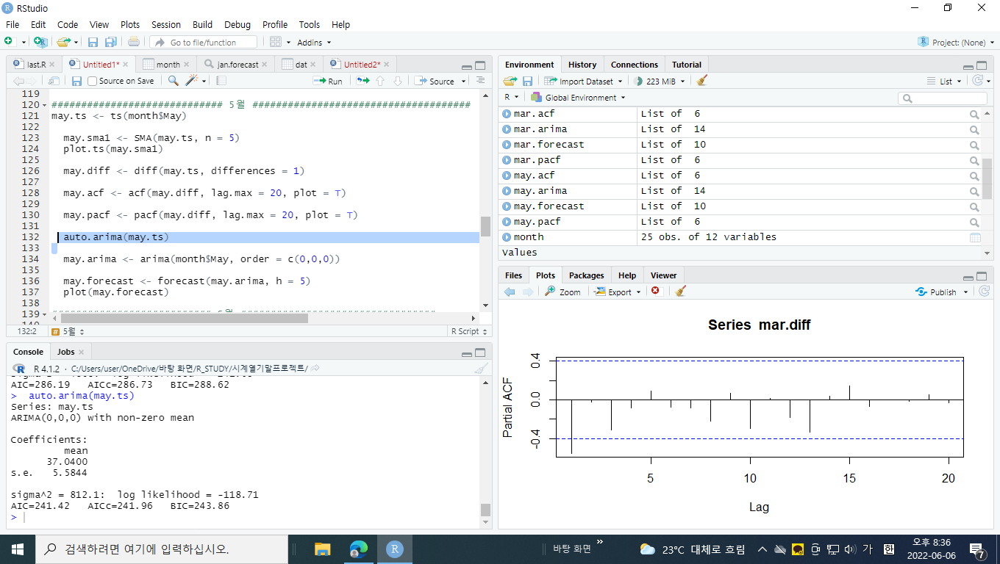 RStudio
File Edit Code View Plots Session Build Debug Profile Tools Help
Go to file/function Addins Project: (None)
last.R Untitled1* month jan.forecast dat Untitled2*
Source on Save Run Source
119
120 ############################ 5월 ####################################
121 may.ts <- ts(month$May)
122
123 may.sma1 <- SMA(may.ts, n = 5)
124 plot.ts(may.sma1)
125
126 may.diff <- diff(may.ts, differences = 1)
127
128 may.acf <- acf(may.diff, lag.max = 20, plot = T)
129
130 may.pacf <- pacf(may.diff, lag.max = 20, plot = T)
131
132 auto.arima(may.ts)
133
134 may.arima <- arima(month$May, order = c(0,0,0))
135
136 may.forecast <- forecast(may.arima, h = 5)
137 plot(may.forecast)
138
139
132:2 # 5월 R Script
Console Jobs
R 4.1.2 · C:/Users/user/OneDrive/바탕 화면/R_STUDY/시계열기말프로젝트/
AIC=286.19 AICc=286.73 BIC=288.62
> auto.arima(may.ts)
Series: may.ts
ARIMA(0,0,0) with non-zero mean
Coefficients:
mean
37.0400
s.e. 5.5844
sigma^2 = 812.1: log likelihood = -118.71
AIC=241.42 AICc=241.96 BIC=243.86
>
Environment History Connections Tutorial
Import Dataset 223 MiB List
R Global Environment
mar.acf List of 6
mar.arima List of 14
mar.forecast List of 10
mar.pacf List of 6
may.acf List of 6
may.arima List of 14
may.forecast List of 10
may.pacf List of 6
month 25 obs. of 12 variables
Values
Files Plots Packages Help Viewer
Zoom Export Publish
Series mar.diff
Partial ACF
0.4
0.0
-0.4
5 10 15 20
Lag
검색하려면 여기에 입력하십시오.
바탕 화면 » 23°C 대체로 흐림 가 한
오후 8:36
2022-06-06
7